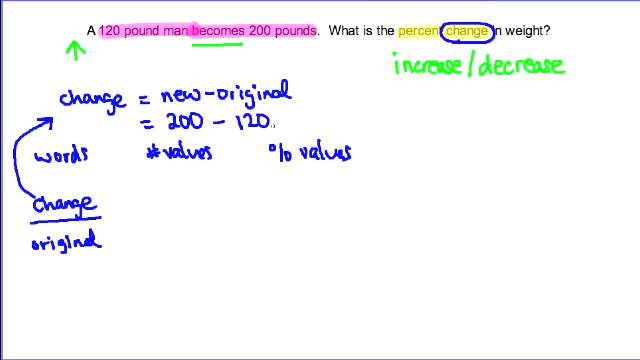 A 120 pound man becomes 200 pounds. What is the percent change in weight?
increase/decrease
change = new - original
= 200 - 120
words # values % values
change
original